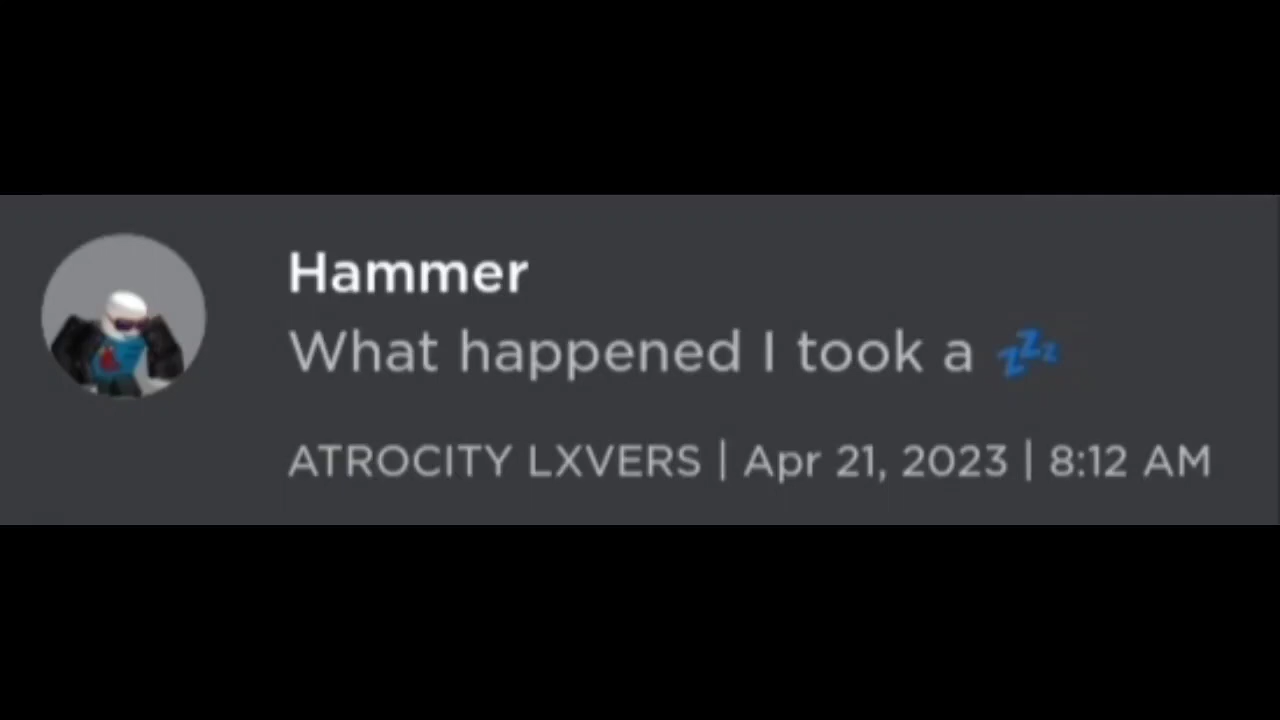 Hammer
What happened I took a 💤
ATROCITY LXVERS | Apr 21, 2023 | 8:12 AM